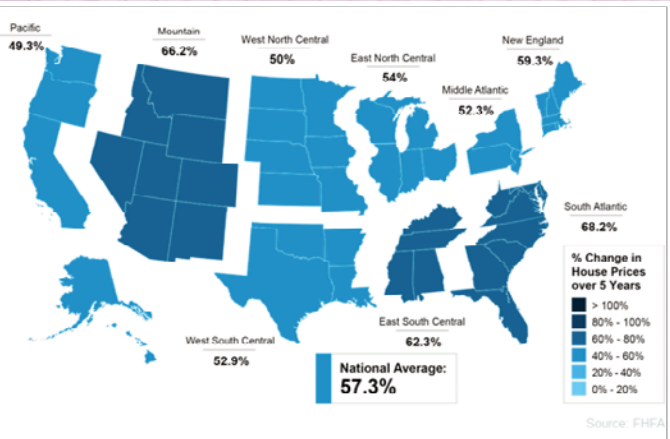 Pacific
49.3%
Mountain
66.2%
West North Central
50%
East North Central
54%
New England
59.3%
Middle Atlantic
52.3%
South Atlantic
68.2%
West South Central
52.9%
East South Central
62.3%
National Average:
57.3%
% Change in
House Prices
over 5 Years
> 100%
80% - 100%
60% - 80%
40% - 60%
20% - 40%
0% - 20%
Source: FHFA